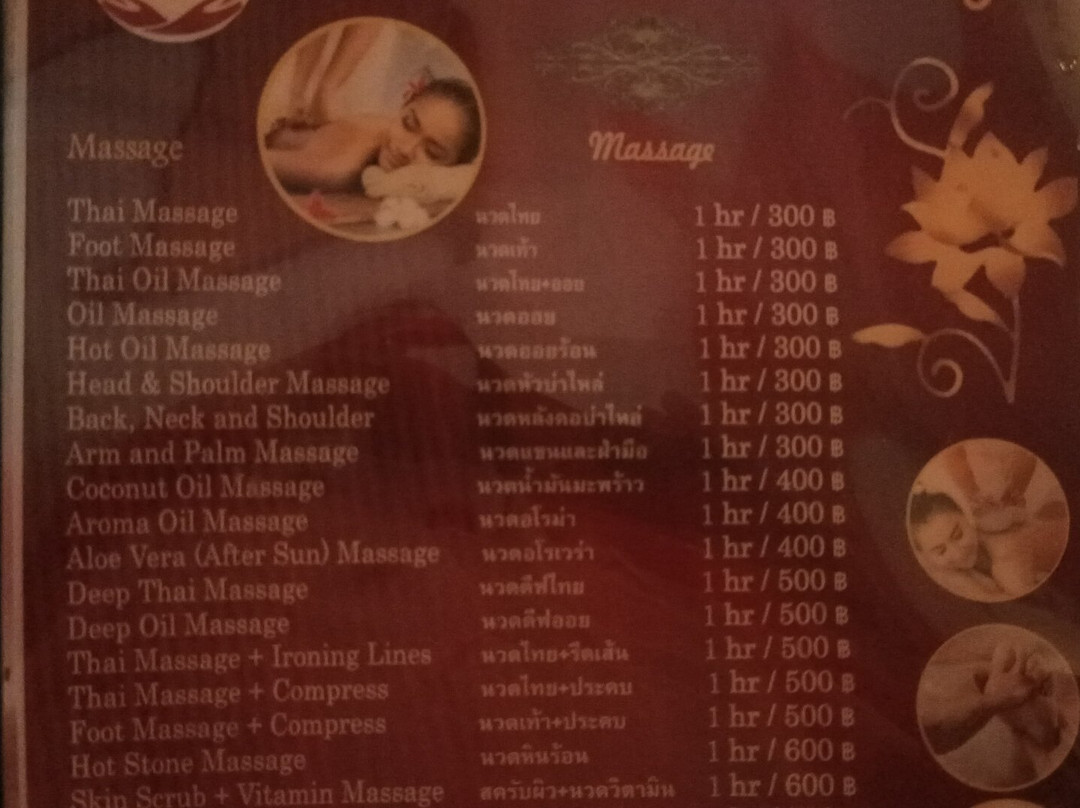 Massage Massage
Thai Massage นวดไทย 1 hr / 300 ฿
Foot Massage นวดเท้า 1 hr / 300 ฿
Thai Oil Massage นวดไทย+ออย 1 hr / 300 ฿
Oil Massage นวดออย 1 hr / 300 ฿
Hot Oil Massage นวดออยร้อน 1 hr / 300 ฿
Head & Shoulder Massage นวดหัวบ่าไหล่ 1 hr / 300 ฿
Back, Neck and Shoulder นวดหลังคอบ่าไหล่ 1 hr / 300 ฿
Arm and Palm Massage นวดแขนและฝ่ามือ 1 hr / 300 ฿
Coconut Oil Massage นวดน้ำมันมะพร้าว 1 hr / 400 ฿
Aroma Oil Massage นวดอโรม่า 1 hr / 400 ฿
Aloe Vera (After Sun) Massage นวดอโรเวร่า 1 hr / 400 ฿
Deep Thai Massage นวดดีฟไทย 1 hr / 500 ฿
Deep Oil Massage นวดดีฟออย 1 hr / 500 ฿
Thai Massage + Ironing Lines นวดไทย+รีดเส้น 1 hr / 500 ฿
Thai Massage + Compress นวดไทย+ประคบ 1 hr / 500 ฿
Foot Massage + Compress นวดเท้า+ประคบ 1 hr / 500 ฿
Hot Stone Massage นวดหินร้อน 1 hr / 600 ฿
Skin Scrub + Vitamin Massage สครับผิว+นวดวิตามิน 1 hr / 600 ฿